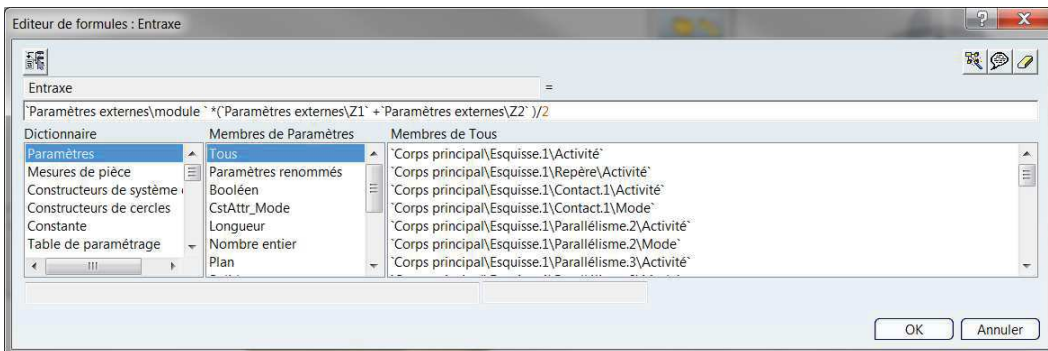 Editeur de formules : Entraxe
Entraxe =
`Paramètres externes\module ` *(`Paramètres externes\Z1` +`Paramètres externes\Z2` )/2
Dictionnaire Membres de Paramètres Membres de Tous
Paramètres Tous `Corps principal\Esquisse.1\Activité`
Mesures de pièce Paramètres renommés `Corps principal\Esquisse.1\Repère\Activité`
Constructeurs de système Booléen `Corps principal\Esquisse.1\Contact.1\Activité`
Constructeurs de cercles CstAttr_Mode `Corps principal\Esquisse.1\Contact.1\Mode`
Constante Longueur `Corps principal\Esquisse.1\Parallélisme.2\Activité`
Table de paramétrage Nombre entier `Corps principal\Esquisse.1\Parallélisme.2\Mode`
Plan `Corps principal\Esquisse.1\Parallélisme.3\Activité`
OK Annuler